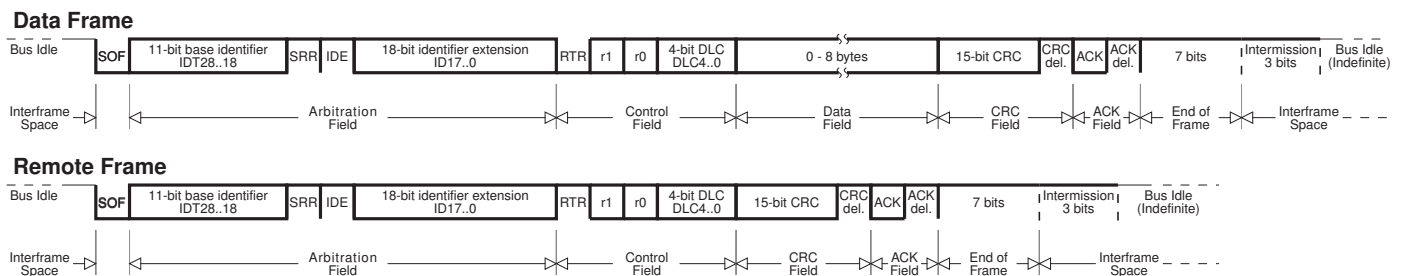 Data Frame
Bus Idle
SOF
11-bit base identifier
IDT28..18
SRR
IDE
18-bit identifier extension
ID17..0
RTR
r1
r0
4-bit DLC
DLC4..0
0 - 8 bytes
15-bit CRC
CRC
del.
ACK
ACK
del.
7 bits
Intermission
3 bits
Bus Idle
(Indefinite)
Interframe
Space
Arbitration
Field
Control
Field
Data
Field
CRC
Field
ACK
Field
End of
Frame
Interframe
Space
Remote Frame
Bus Idle
SOF
11-bit base identifier
IDT28..18
SRR
IDE
18-bit identifier extension
ID17..0
RTR
r1
r0
4-bit DLC
DLC4..0
15-bit CRC
CRC
del.
ACK
ACK
del.
7 bits
Intermission
3 bits
Bus Idle
(Indefinite)
Interframe
Space
Arbitration
Field
Control
Field
CRC
Field
ACK
Field
End of
Frame
Interframe
Space